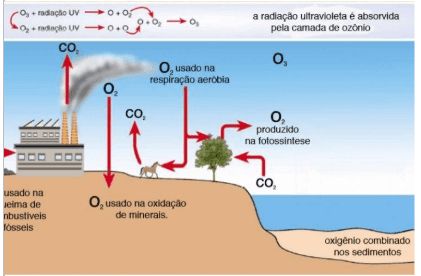 O₃ + radiação UV → O + O₂
O₂ + radiação UV → O + O
O + O₂ → O₃
a radiação ultravioleta é absorvida
pela camada de ozônio
CO₂
O₂ usado na
respiração aeróbia
O₃
O₂
CO₂
O₂
produzido
na fotossíntese
CO₂
usado na
ueima de
mbustíveis
fósseis
O₂ usado na oxidação
de minerais.
oxigênio combinado
nos sedimentos